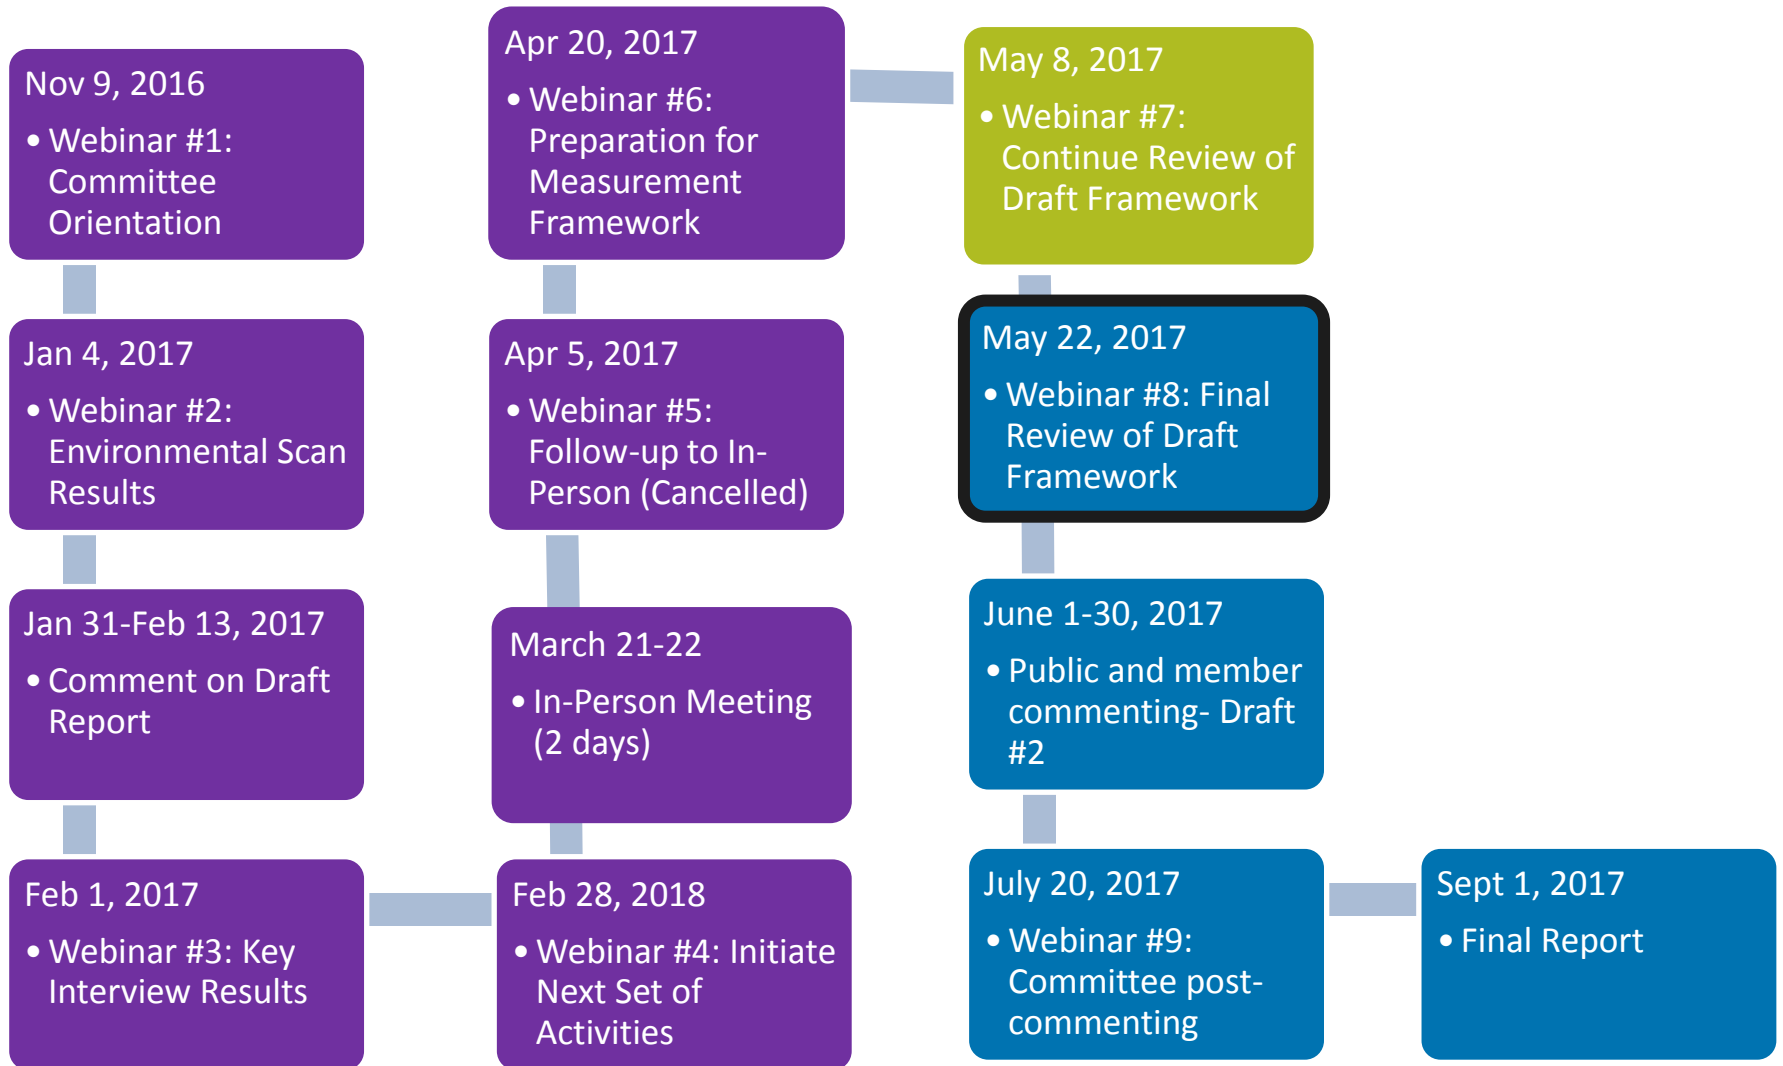 Nov 9, 2016
• Webinar #1:
Committee
Orientation
Jan 4, 2017
• Webinar #2:
Environmental Scan
Results
Jan 31-Feb 13, 2017
• Comment on Draft
Report
Feb 1, 2017
• Webinar #3: Key
Interview Results
Feb 28, 2018
• Webinar #4: Initiate
Next Set of
Activities
March 21-22
• In-Person Meeting
(2 days)
Apr 5, 2017
• Webinar #5:
Follow-up to In-
Person (Cancelled)
Apr 20, 2017
• Webinar #6:
Preparation for
Measurement
Framework
May 8, 2017
• Webinar #7:
Continue Review of
Draft Framework
May 22, 2017
• Webinar #8: Final
Review of Draft
Framework
June 1-30, 2017
• Public and member
commenting- Draft
#2
July 20, 2017
• Webinar #9:
Committee post-
commenting
Sept 1, 2017
• Final Report